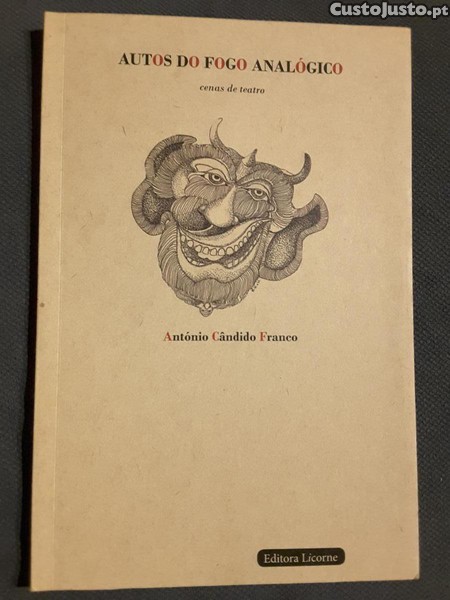 CustoJusto.pt
AUTOS DO FOGO ANALÓGICO
cenas de teatro
António Cândido Franco
Editora Licorne